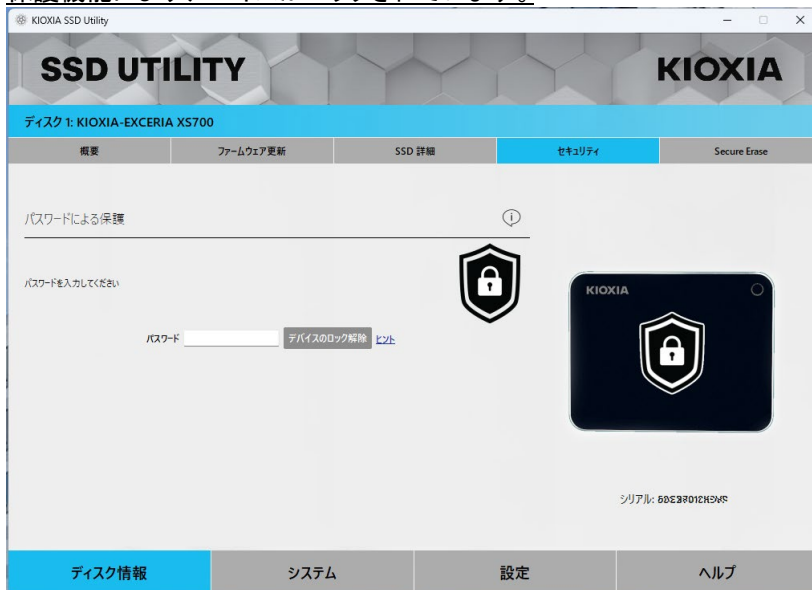 KIOXIA SSD Utility
SSD UTILITY
KIOXIA
ディスク 1: KIOXIA-EXCERIA XS700
概要
ファームウェア更新
SSD 詳細
セキュリティ
Secure Erase
パスワードによる保護
パスワードを入力してください
パスワード
デバイスのロック解除
ヒント
KIOXIA
シリアル:
ディスク情報
システム
設定
ヘルプ